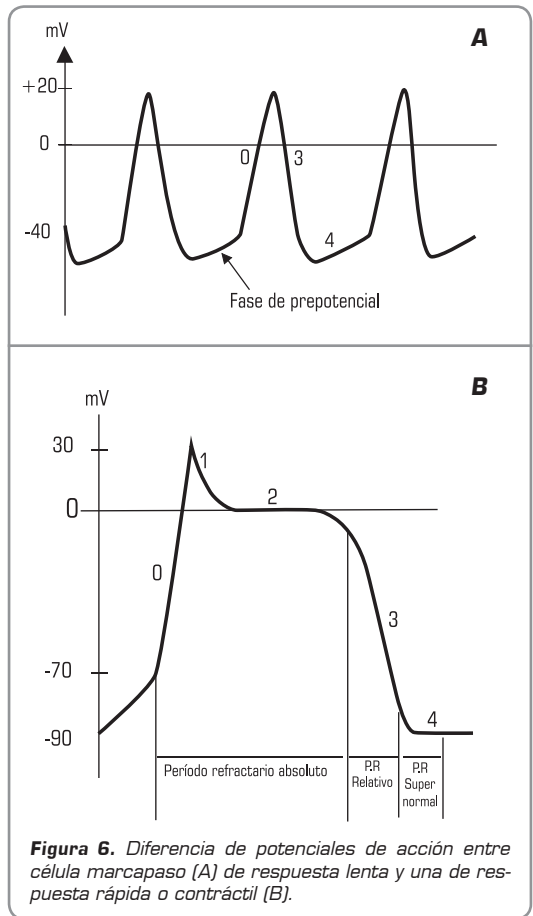 mV
A
+20
0
0
3
-40
4
Fase de prepotencial
B
mV
30
1
2
0
0
3
-70
4
-90
Período refractario absoluto
P.R
Relativo
P.R
Super
normal
Figura 6. Diferencia de potenciales de acción entre
célula marcapaso (A) de respuesta lenta y una de res-
puesta rápida o contráctil (B).